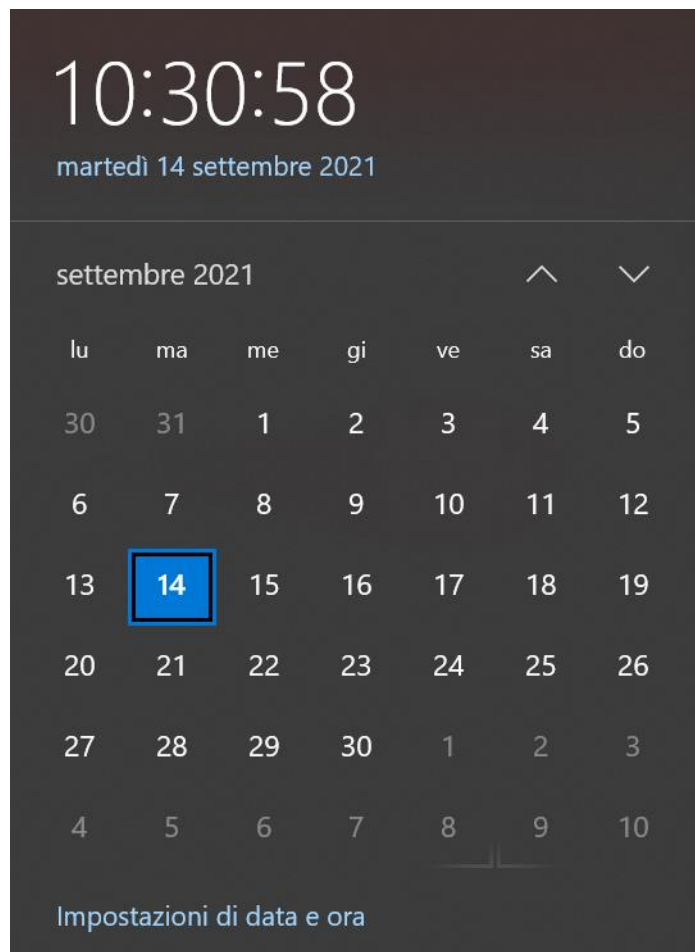 10:30:58
martedì 14 settembre 2021
settembre 2021
lu ma me gi ve sa do
30 31 1 2 3 4 5
6 7 8 9 10 11 12
13 14 15 16 17 18 19
20 21 22 23 24 25 26
27 28 29 30 1 2 3
4 5 6 7 8 9 10
Impostazioni di data e ora